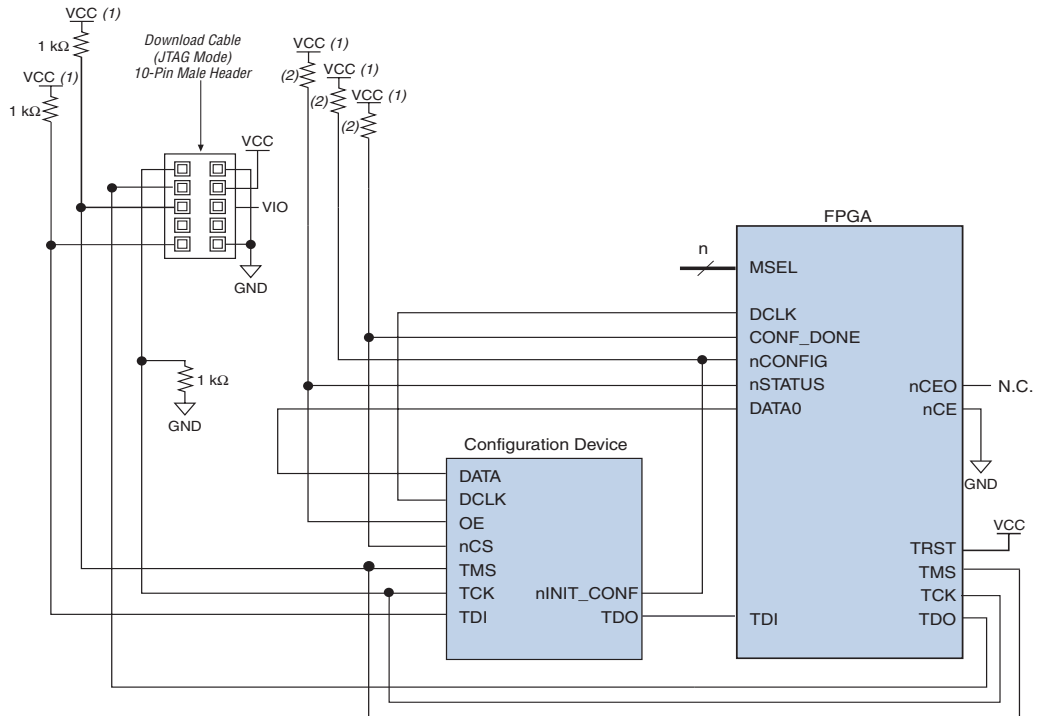 VCC (1)
1 kΩ
VCC (1)
1 kΩ
Download Cable
(JTAG Mode)
10-Pin Male Header
VCC
VIO
GND
1 kΩ
GND
VCC (1)
(2)
VCC (1)
(2)
VCC (1)
(2)
FPGA
n
MSEL
DCLK
CONF_DONE
nCONFIG
nSTATUS
DATA0
nCEO
N.C.
nCE
GND
VCC
TRST
TMS
TCK
TDO
TDI
Configuration Device
DATA
DCLK
OE
nCS
TMS
TCK
TDI
nINIT_CONF
TDO